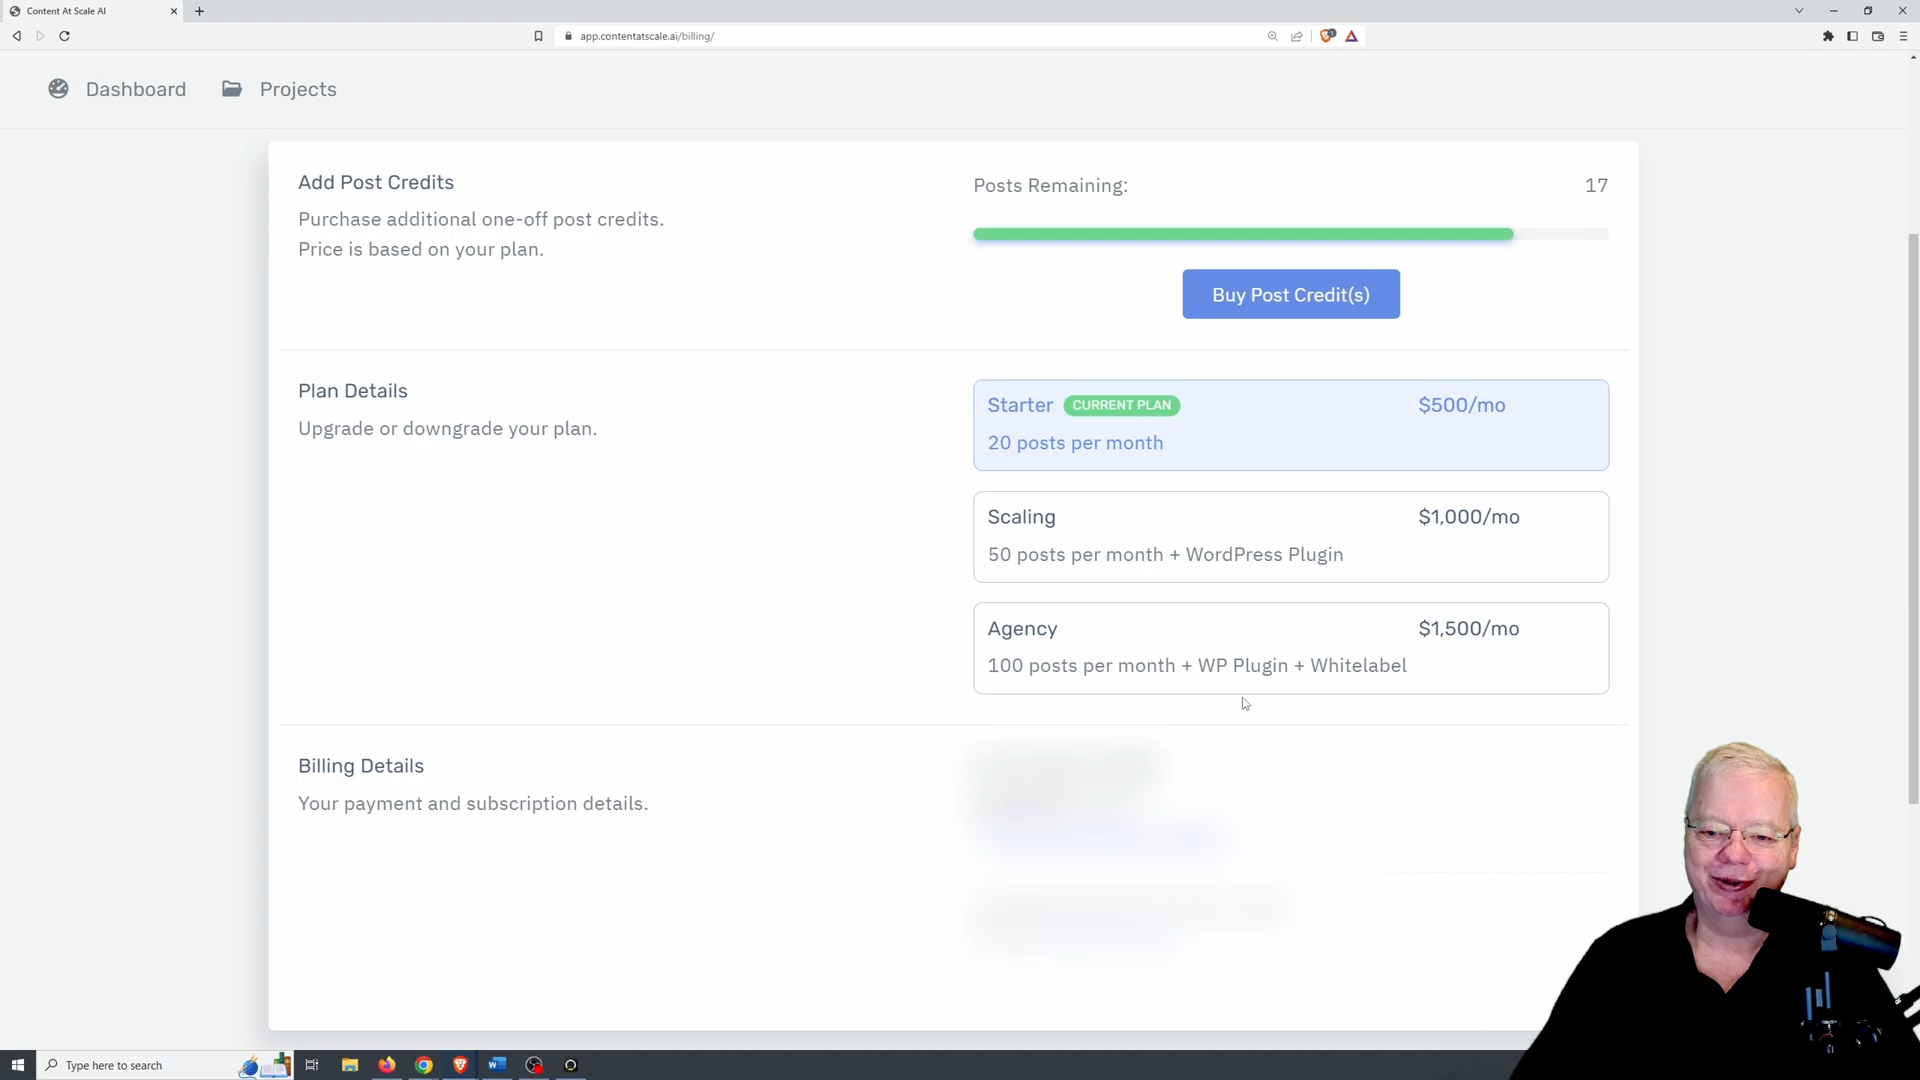 Content At Scale AI
app.contentatscale.ai/billing/
Dashboard
Projects
Add Post Credits
Purchase additional one-off post credits.
Price is based on your plan.
Posts Remaining:
17
Buy Post Credit(s)
Plan Details
Upgrade or downgrade your plan.
Starter CURRENT PLAN $500/mo
20 posts per month
Scaling $1,000/mo
50 posts per month + WordPress Plugin
Agency $1,500/mo
100 posts per month + WP Plugin + Whitelabel
Billing Details
Your payment and subscription details.
Type here to search